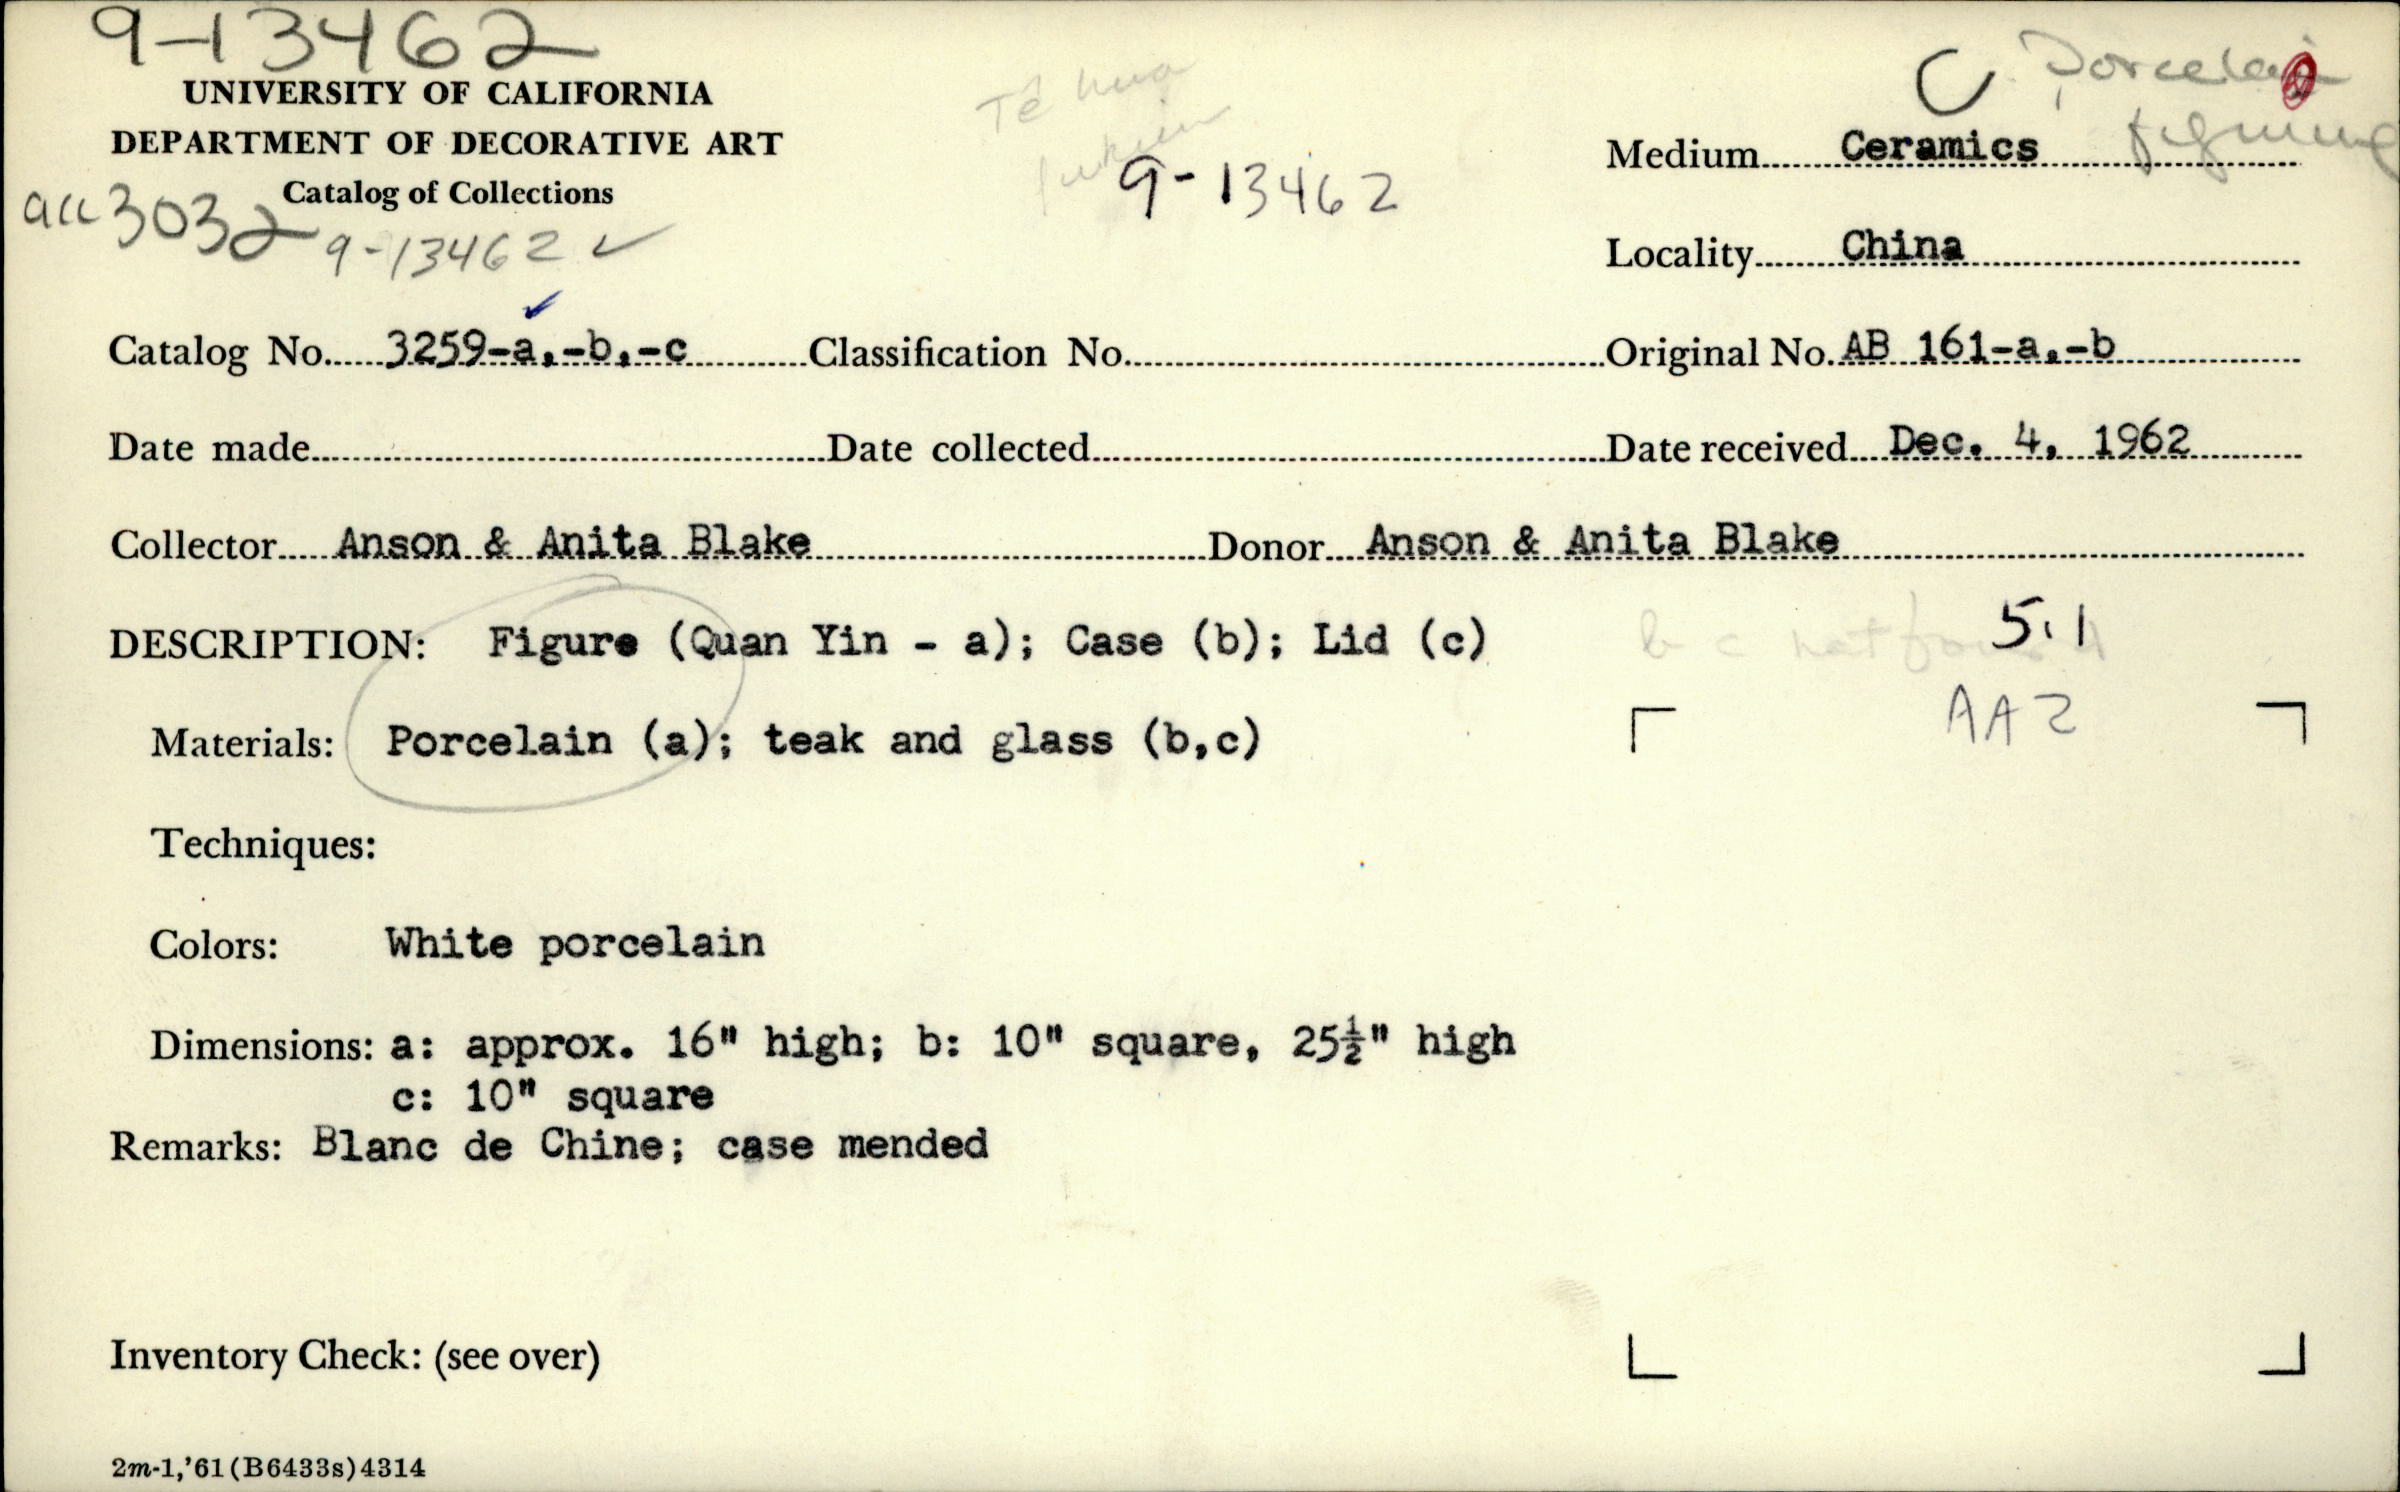 9-13462
UNIVERSITY OF CALIFORNIA
DEPARTMENT OF DECORATIVE ART
Catalog of Collections
acc 3032
9-13462 ✓
Tê hua
fukien
9-13462
C Porcelain
figurine
Medium Ceramics
Locality China
Catalog No. 3259-a,-b,-c Classification No. Original No. AB 161-a,-b
Date made Date collected Date received Dec. 4, 1962
Collector Anson & Anita Blake Donor Anson & Anita Blake
DESCRIPTION: Figure (Quan Yin - a); Case (b); Lid (c)
b c not found 5.1
AA2
Materials: Porcelain (a); teak and glass (b,c)
Techniques:
Colors: White porcelain
Dimensions: a: approx. 16" high; b: 10" square, 25½" high
c: 10" square
Remarks: Blanc de Chine; case mended
Inventory Check: (see over)
2m-1,'61(B6433s)4314